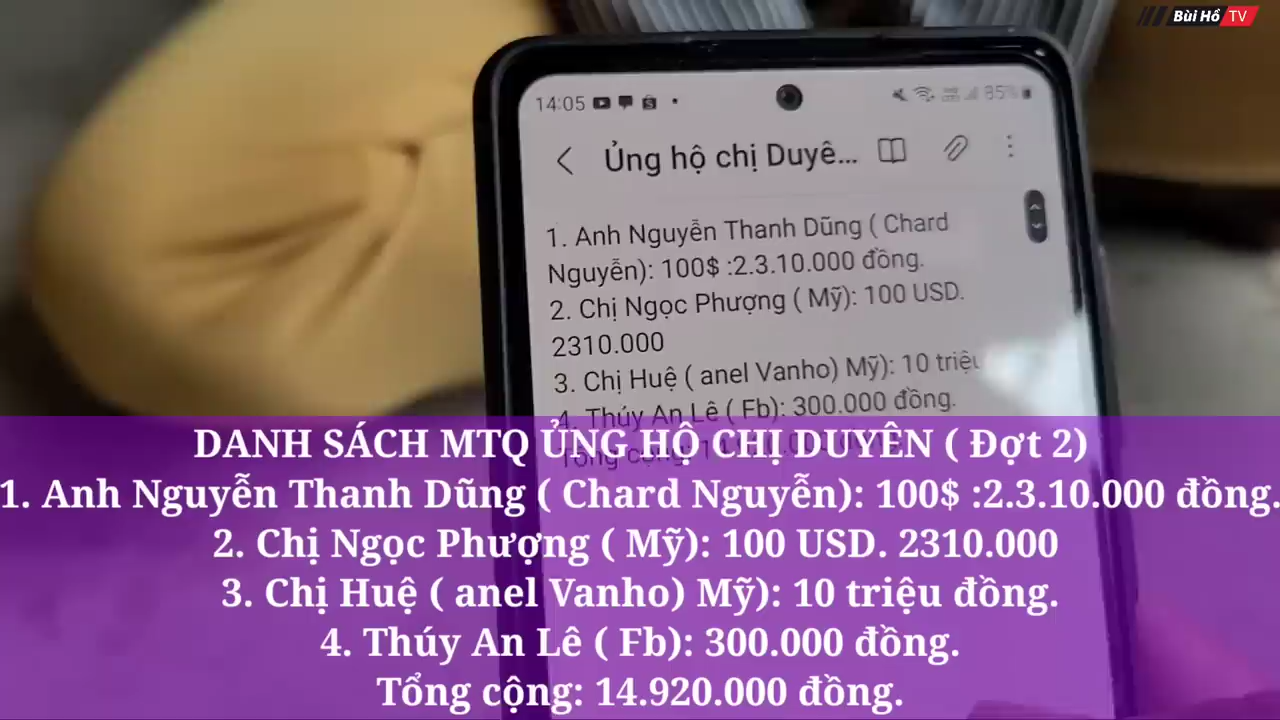 Bùi Hồ TV
14:05
85%
Ủng hộ chị Duyê...
1. Anh Nguyễn Thanh Dũng ( Chard
Nguyễn): 100$ :2.3.10.000 đồng.
2. Chị Ngọc Phượng ( Mỹ): 100 USD.
2310.000
3. Chị Huệ ( anel Vanho) Mỹ): 10 triệu
4. Thúy An Lê ( Fb): 300.000 đồng.
DANH SÁCH MTQ ỦNG HỘ CHỊ DUYÊN ( Đợt 2)
1. Anh Nguyễn Thanh Dũng ( Chard Nguyễn): 100$ :2.3.10.000 đồng.
2. Chị Ngọc Phượng ( Mỹ): 100 USD. 2310.000
3. Chị Huệ ( anel Vanho) Mỹ): 10 triệu đồng.
4. Thúy An Lê ( Fb): 300.000 đồng.
Tổng cộng: 14.920.000 đồng.